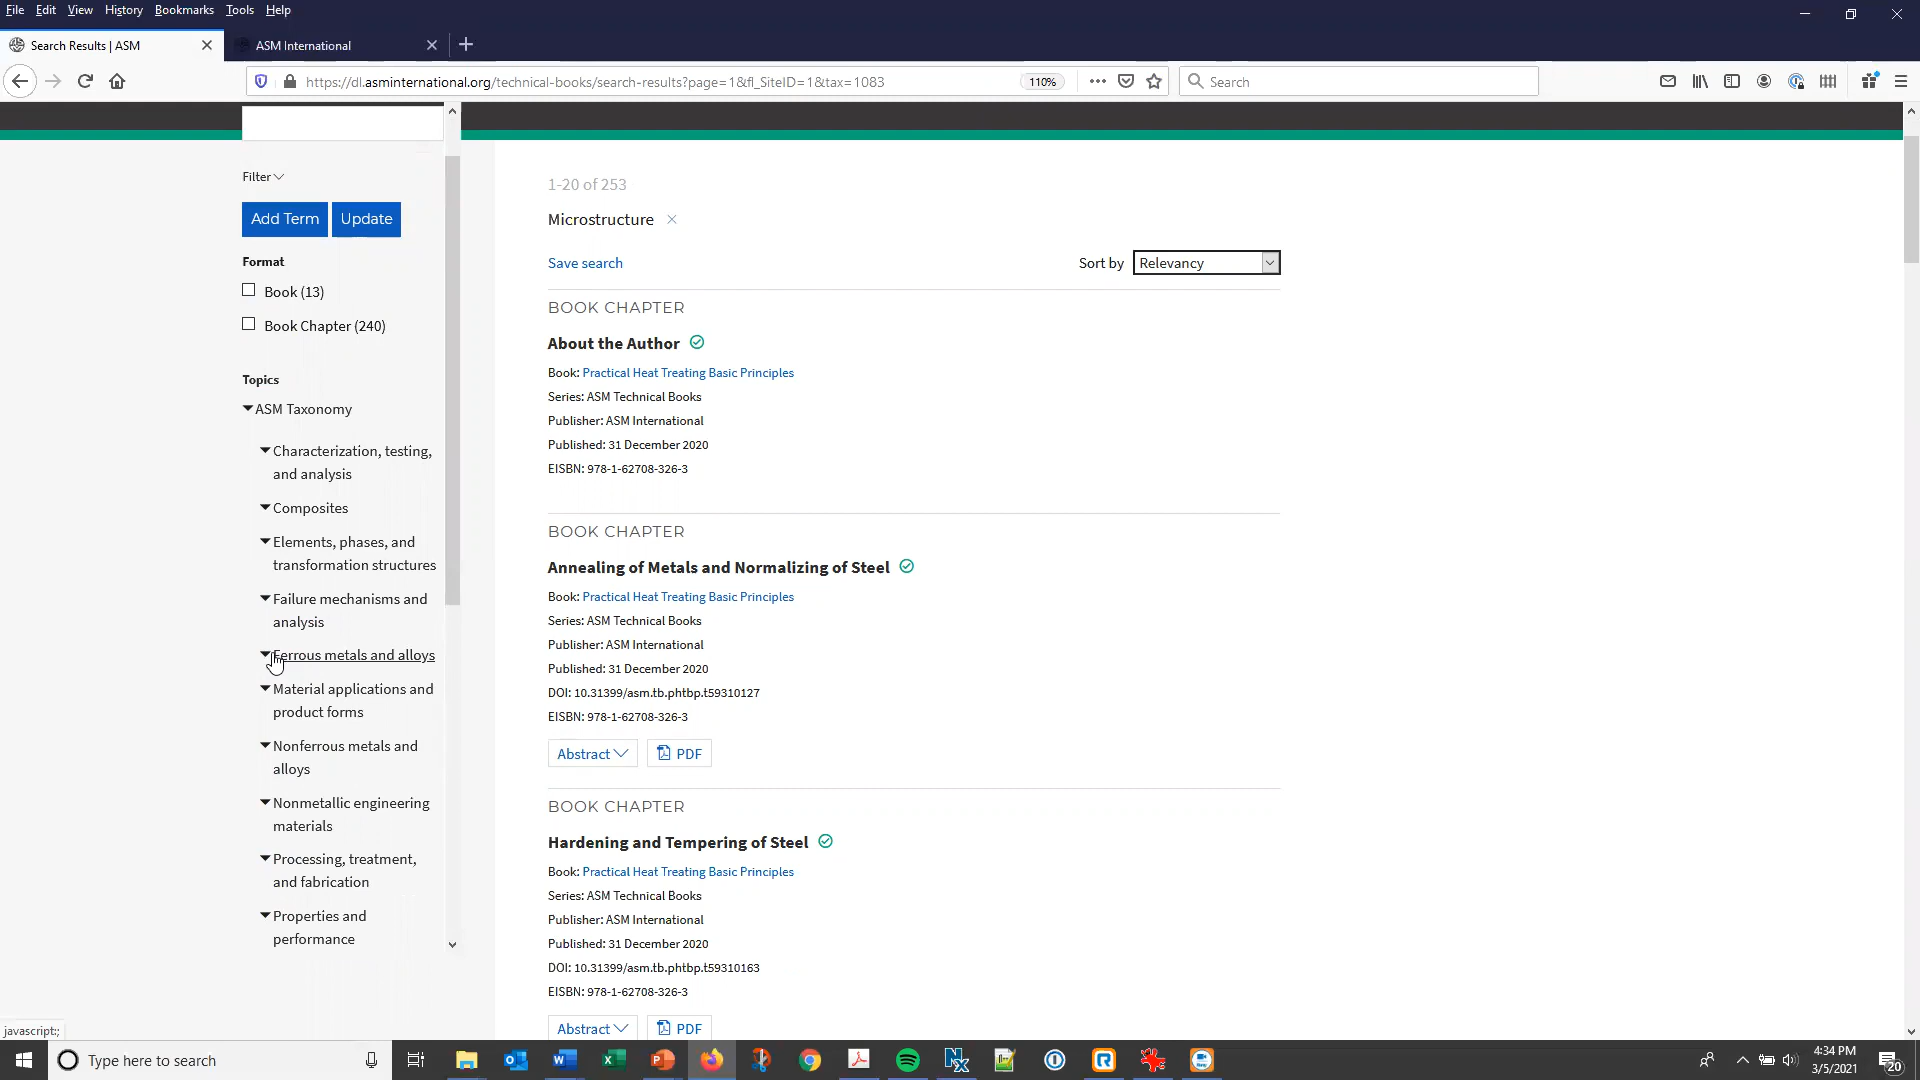 File Edit View History Bookmarks Tools Help
Search Results | ASM
ASM International
https://dl.asminternational.org/technical-books/search-results?page=1&fl_SiteID=1&tax=1083
110%
Search
Filter
Add Term Update
Format
Book (13)
Book Chapter (240)
Topics
ASM Taxonomy
Characterization, testing,
and analysis
Composites
Elements, phases, and
transformation structures
Failure mechanisms and
analysis
Ferrous metals and alloys
Material applications and
product forms
Nonferrous metals and
alloys
Nonmetallic engineering
materials
Processing, treatment,
and fabrication
Properties and
performance
1-20 of 253
Microstructure
Save search
Sort by Relevancy
BOOK CHAPTER
About the Author
Book: Practical Heat Treating Basic Principles
Series: ASM Technical Books
Publisher: ASM International
Published: 31 December 2020
EISBN: 978-1-62708-326-3
BOOK CHAPTER
Annealing of Metals and Normalizing of Steel
Book: Practical Heat Treating Basic Principles
Series: ASM Technical Books
Publisher: ASM International
Published: 31 December 2020
DOI: 10.31399/asm.tb.phtbp.t59310127
EISBN: 978-1-62708-326-3
Abstract PDF
BOOK CHAPTER
Hardening and Tempering of Steel
Book: Practical Heat Treating Basic Principles
Series: ASM Technical Books
Publisher: ASM International
Published: 31 December 2020
DOI: 10.31399/asm.tb.phtbp.t59310163
EISBN: 978-1-62708-326-3
Abstract PDF
javascript:;
Type here to search
4:34 PM
3/5/2021
20